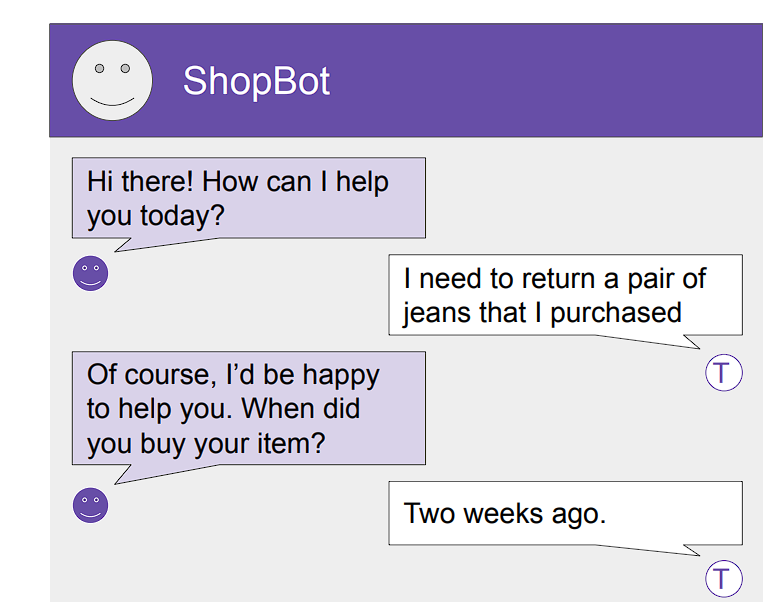 ShopBot
Hi there! How can I help
you today?
I need to return a pair of
jeans that I purchased
T
Of course, I’d be happy
to help you. When did
you buy your item?
Two weeks ago.
T